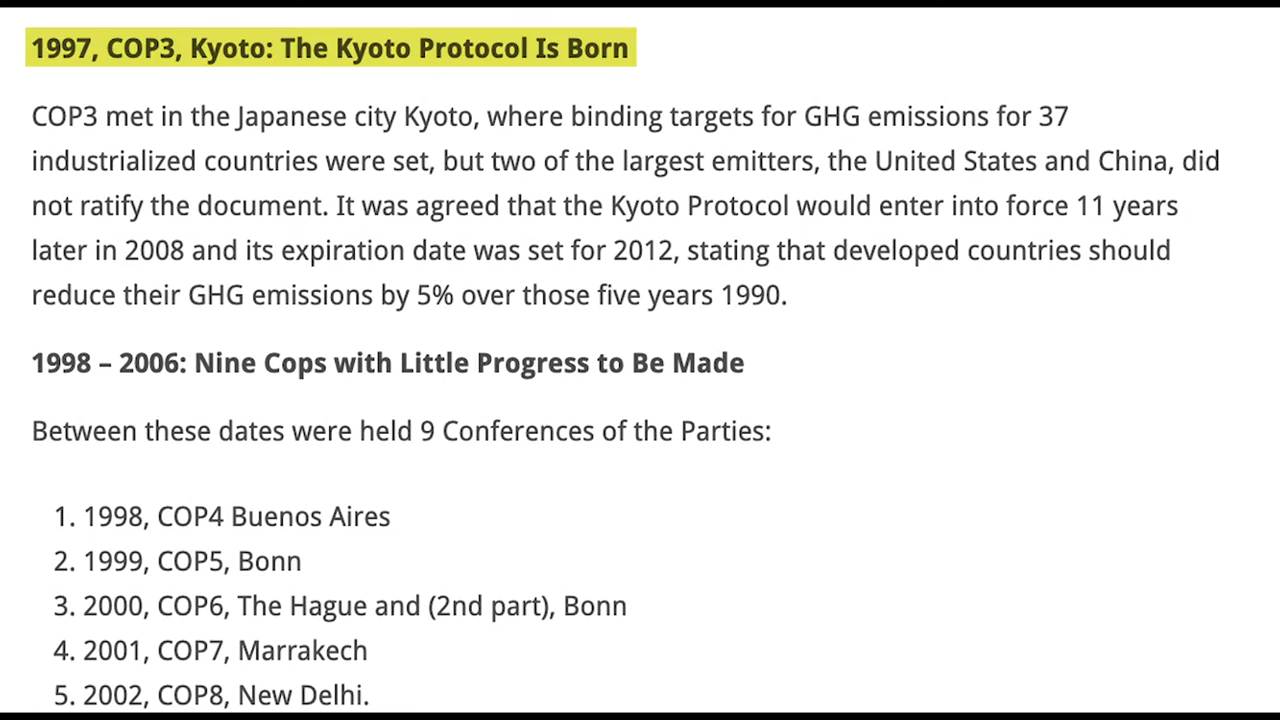 1997, COP3, Kyoto: The Kyoto Protocol Is Born
COP3 met in the Japanese city Kyoto, where binding targets for GHG emissions for 37
industrialized countries were set, but two of the largest emitters, the United States and China, did
not ratify the document. It was agreed that the Kyoto Protocol would enter into force 11 years
later in 2008 and its expiration date was set for 2012, stating that developed countries should
reduce their GHG emissions by 5% over those five years 1990.
1998 – 2006: Nine Cops with Little Progress to Be Made
Between these dates were held 9 Conferences of the Parties:
1. 1998, COP4 Buenos Aires
2. 1999, COP5, Bonn
3. 2000, COP6, The Hague and (2nd part), Bonn
4. 2001, COP7, Marrakech
5. 2002, COP8, New Delhi.